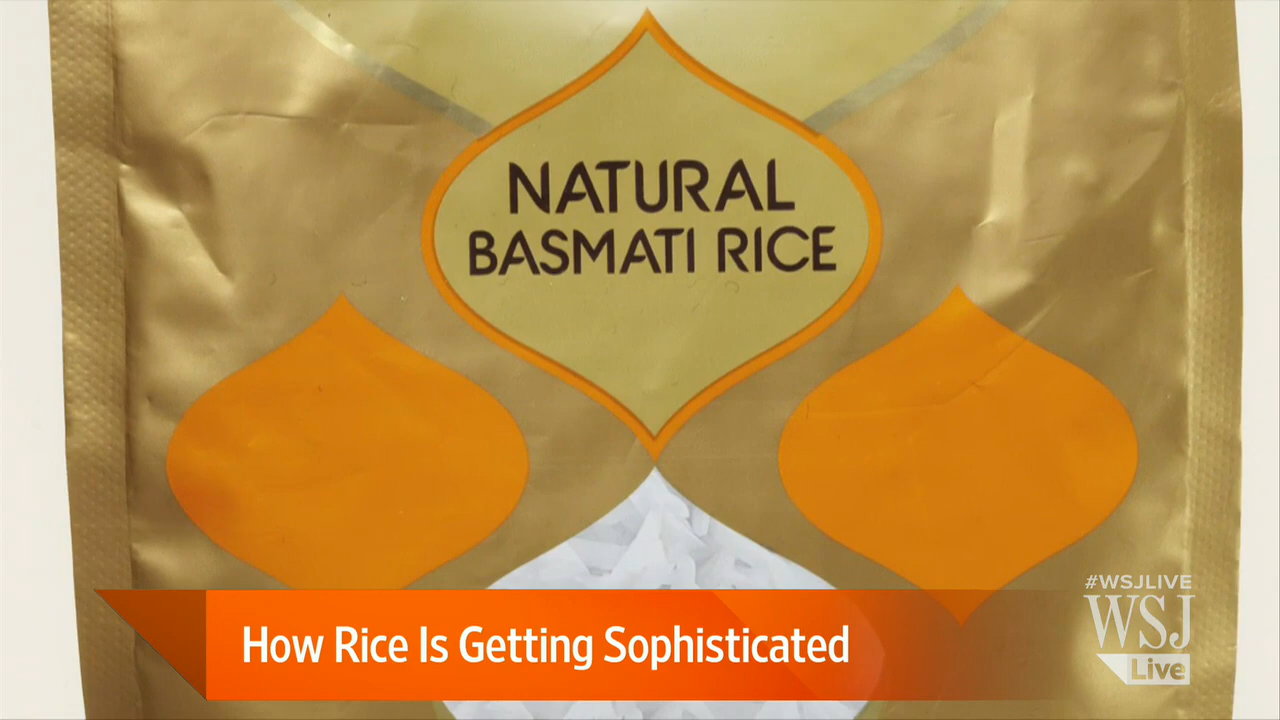 NATURAL
BASMATI RICE
How Rice Is Getting Sophisticated
#WSJLIVE
WSJ
Live